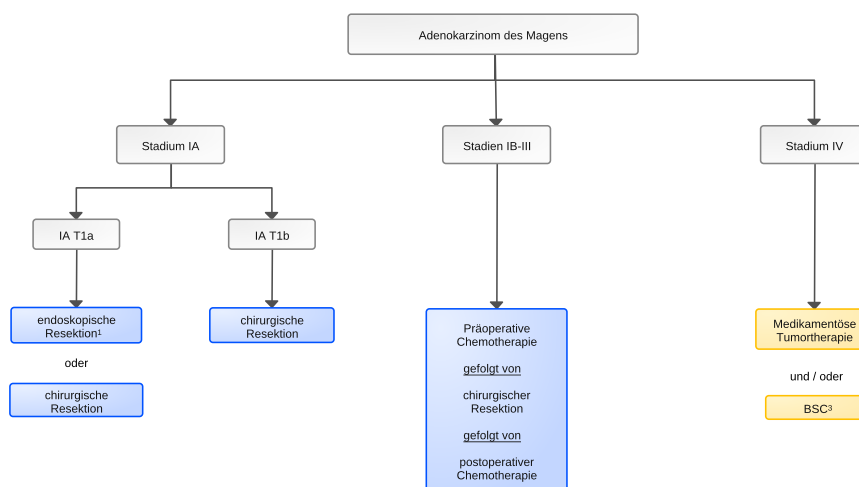 Adenokarzinom des Magens
Stadium IA
Stadien IB-III
Stadium IV
IA T1a
IA T1b
endoskopische
Resektion¹
oder
chirurgische
Resektion
chirurgische
Resektion
Präoperative
Chemotherapie
gefolgt von
chirurgischer
Resektion
gefolgt von
postoperativer
Chemotherapie
Medikamentöse
Tumortherapie
und / oder
BSC³